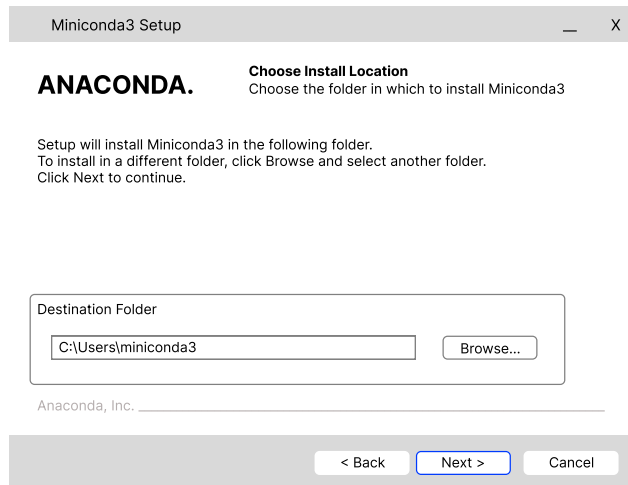 Miniconda3 Setup
_ X
ANACONDA.
Choose Install Location
Choose the folder in which to install Miniconda3
Setup will install Miniconda3 in the following folder.
To install in a different folder, click Browse and select another folder.
Click Next to continue.
Destination Folder
C:\Users\miniconda3
Browse...
Anaconda, Inc.
< Back
Next >
Cancel